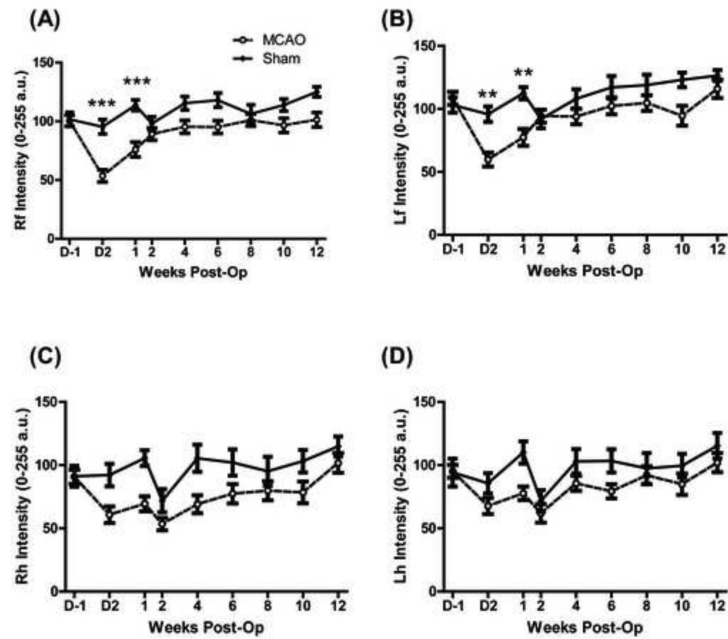 (A)
MCAO
Sham
Rf Intensity (0-255 a.u.)
150
100
50
0
*** ***
D-1 D2 1 2 4 6 8 10 12
Weeks Post-Op
(B)
Lf Intensity (0-255 a.u.)
150
100
50
0
** **
D-1 D2 1 2 4 6 8 10 12
Weeks Post-Op
(C)
Rh Intensity (0-255 a.u.)
150
100
50
0
D-1 D2 1 2 4 6 8 10 12
Weeks Post-Op
(D)
Lh Intensity (0-255 a.u.)
150
100
50
0
D-1 D2 1 2 4 6 8 10 12
Weeks Post-Op